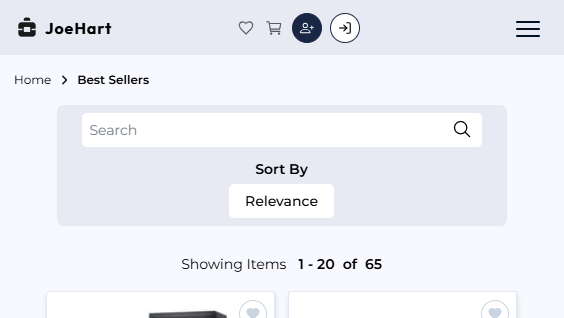 JoeHart
Home > Best Sellers
Search
Sort By
Relevance
Showing Items 1 - 20 of 65